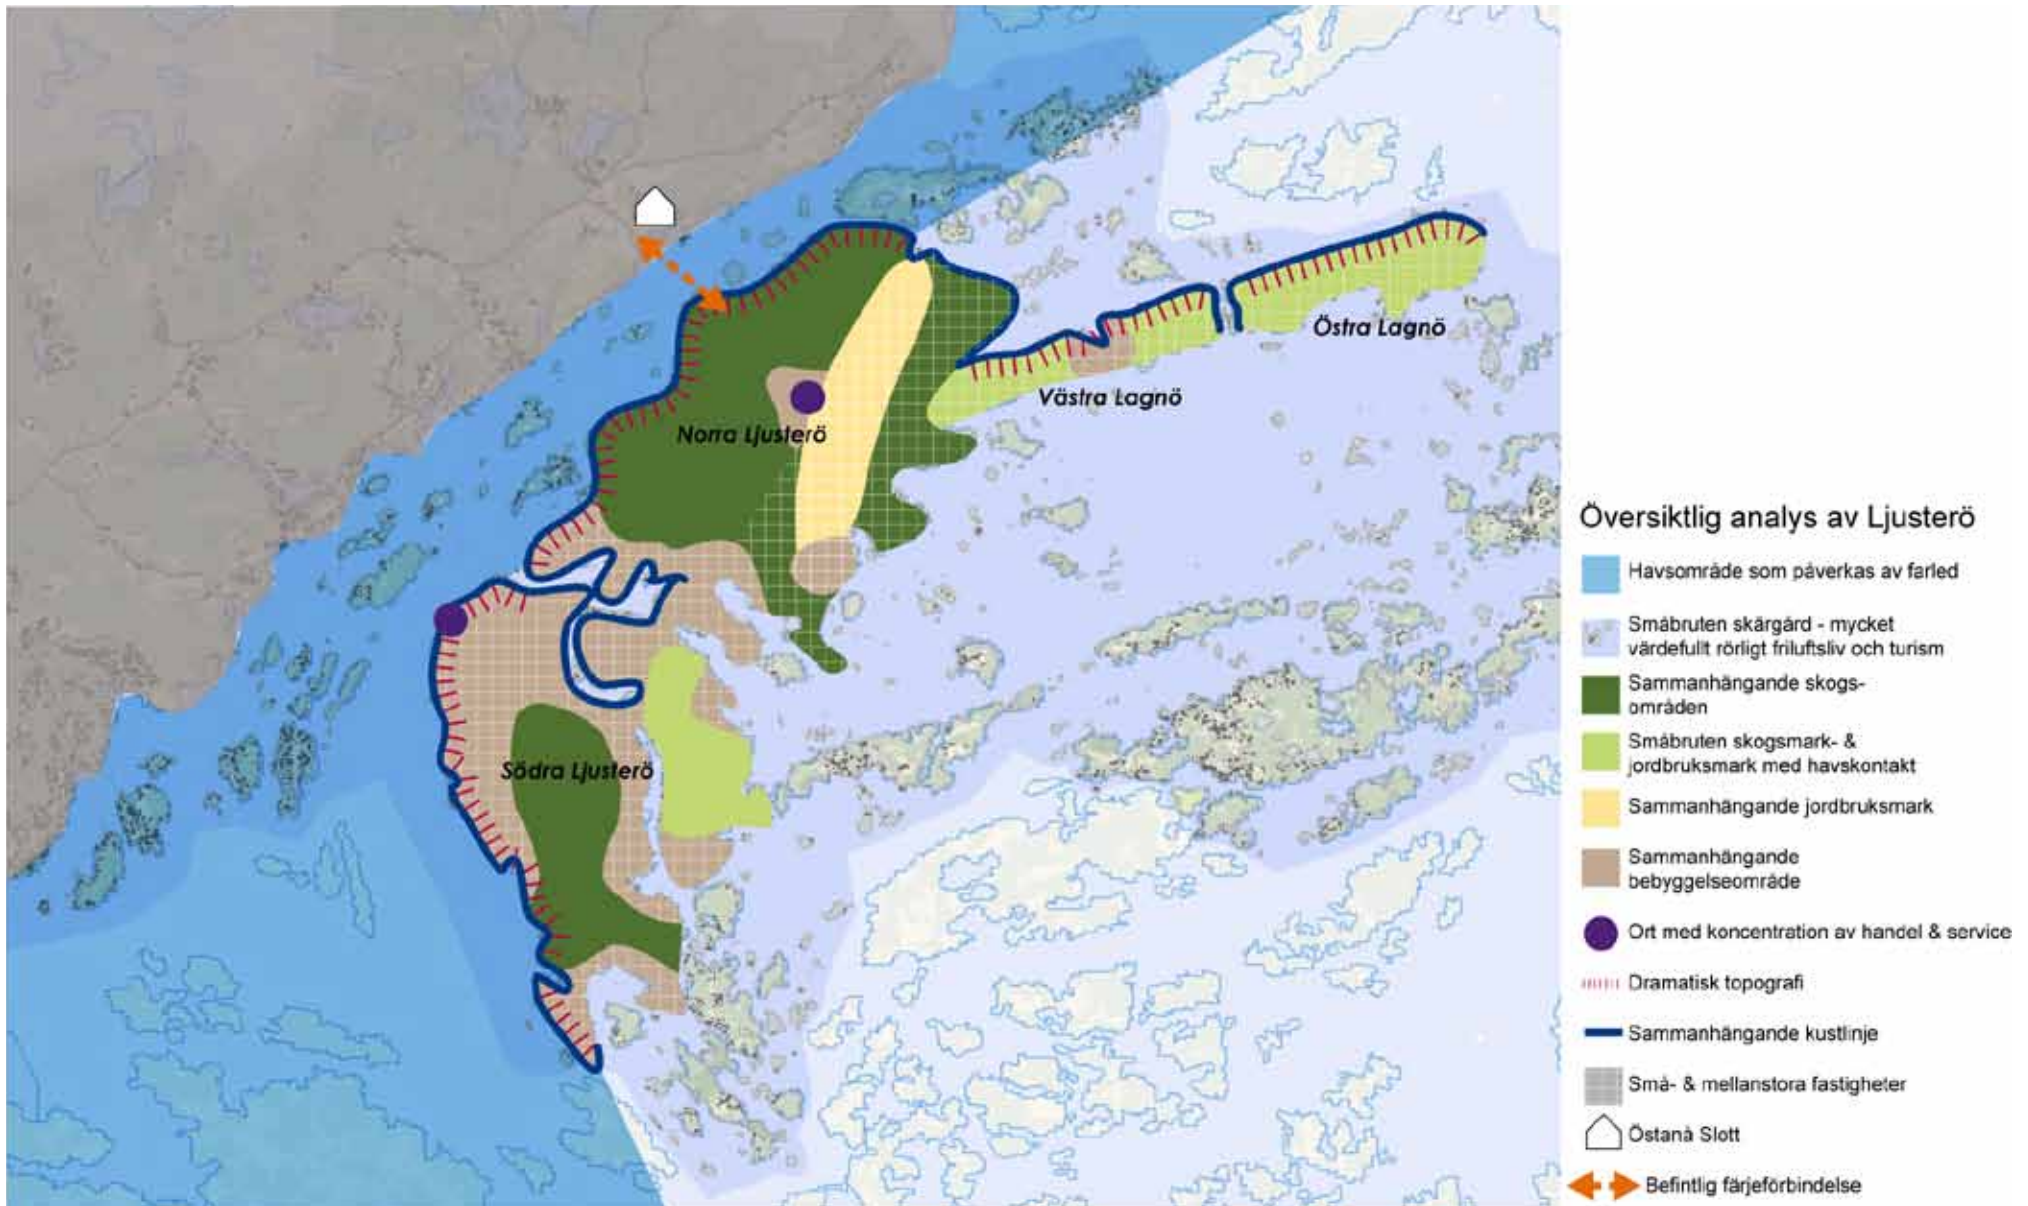 Östra Lagnö
Västra Lagnö
Norra Ljusterö
Södra Ljusterö
Översiktlig analys av Ljusterö
Havsområde som påverkas av farled
Småbruten skärgård - mycket
värdefullt rörligt friluftsliv och turism
Sammanhängande skogs-
områden
Småbruten skogsmark- &
jordbruksmark med havskontakt
Sammanhängande jordbruksmark
Sammanhängande
bebyggelseområde
Ort med koncentration av handel & service
Dramatisk topografi
Sammanhängande kustlinje
Små- & mellanstora fastigheter
Östanå Slott
Befintlig färjeförbindelse